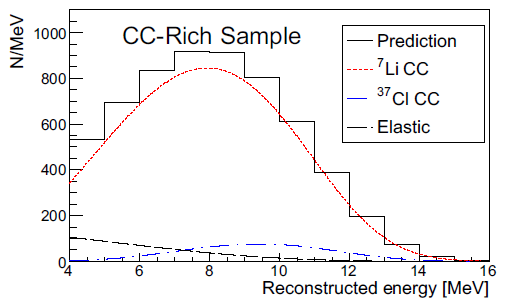 CC-Rich Sample
Prediction
⁷Li CC
³⁷Cl CC
Elastic
N/MeV
1000
800
600
400
200
0
4 6 8 10 12 14 16
Reconstructed energy [MeV]